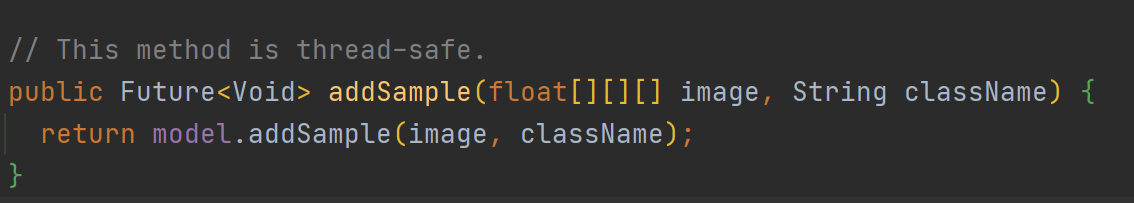 // This method is thread-safe.
public Future<Void> addSample(float[][][] image, String className) {
  return model.addSample(image, className);
}